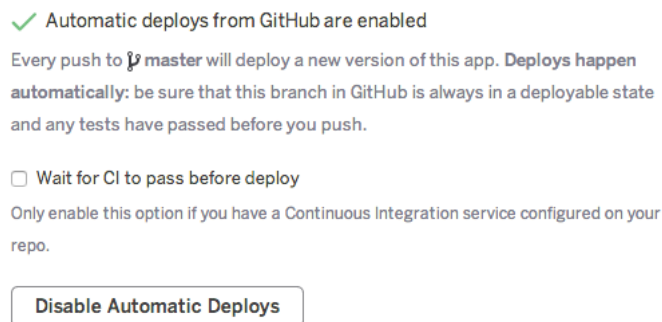 Automatic deploys from GitHub are enabled
Every push to master will deploy a new version of this app. Deploys happen
automatically: be sure that this branch in GitHub is always in a deployable state
and any tests have passed before you push.
Wait for CI to pass before deploy
Only enable this option if you have a Continuous Integration service configured on your
repo.
Disable Automatic Deploys